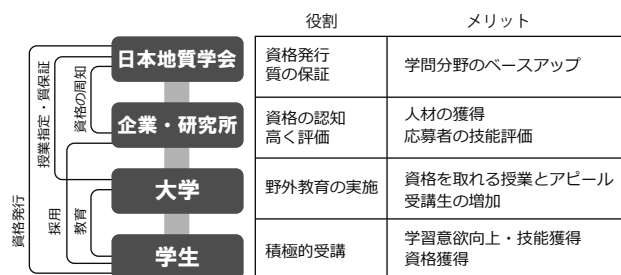 役割
メリット
日本地質学会
資格発行
質の保証
学問分野のベースアップ
企業・研究所
資格の認知
高く評価
人材の獲得
応募者の技能評価
大学
野外教育の実施
資格を取れる授業とアピール
受講生の増加
学生
積極的受講
学習意欲向上・技能獲得
資格獲得
資格発行
授業指定・質保証
採用
資格の周知
教育